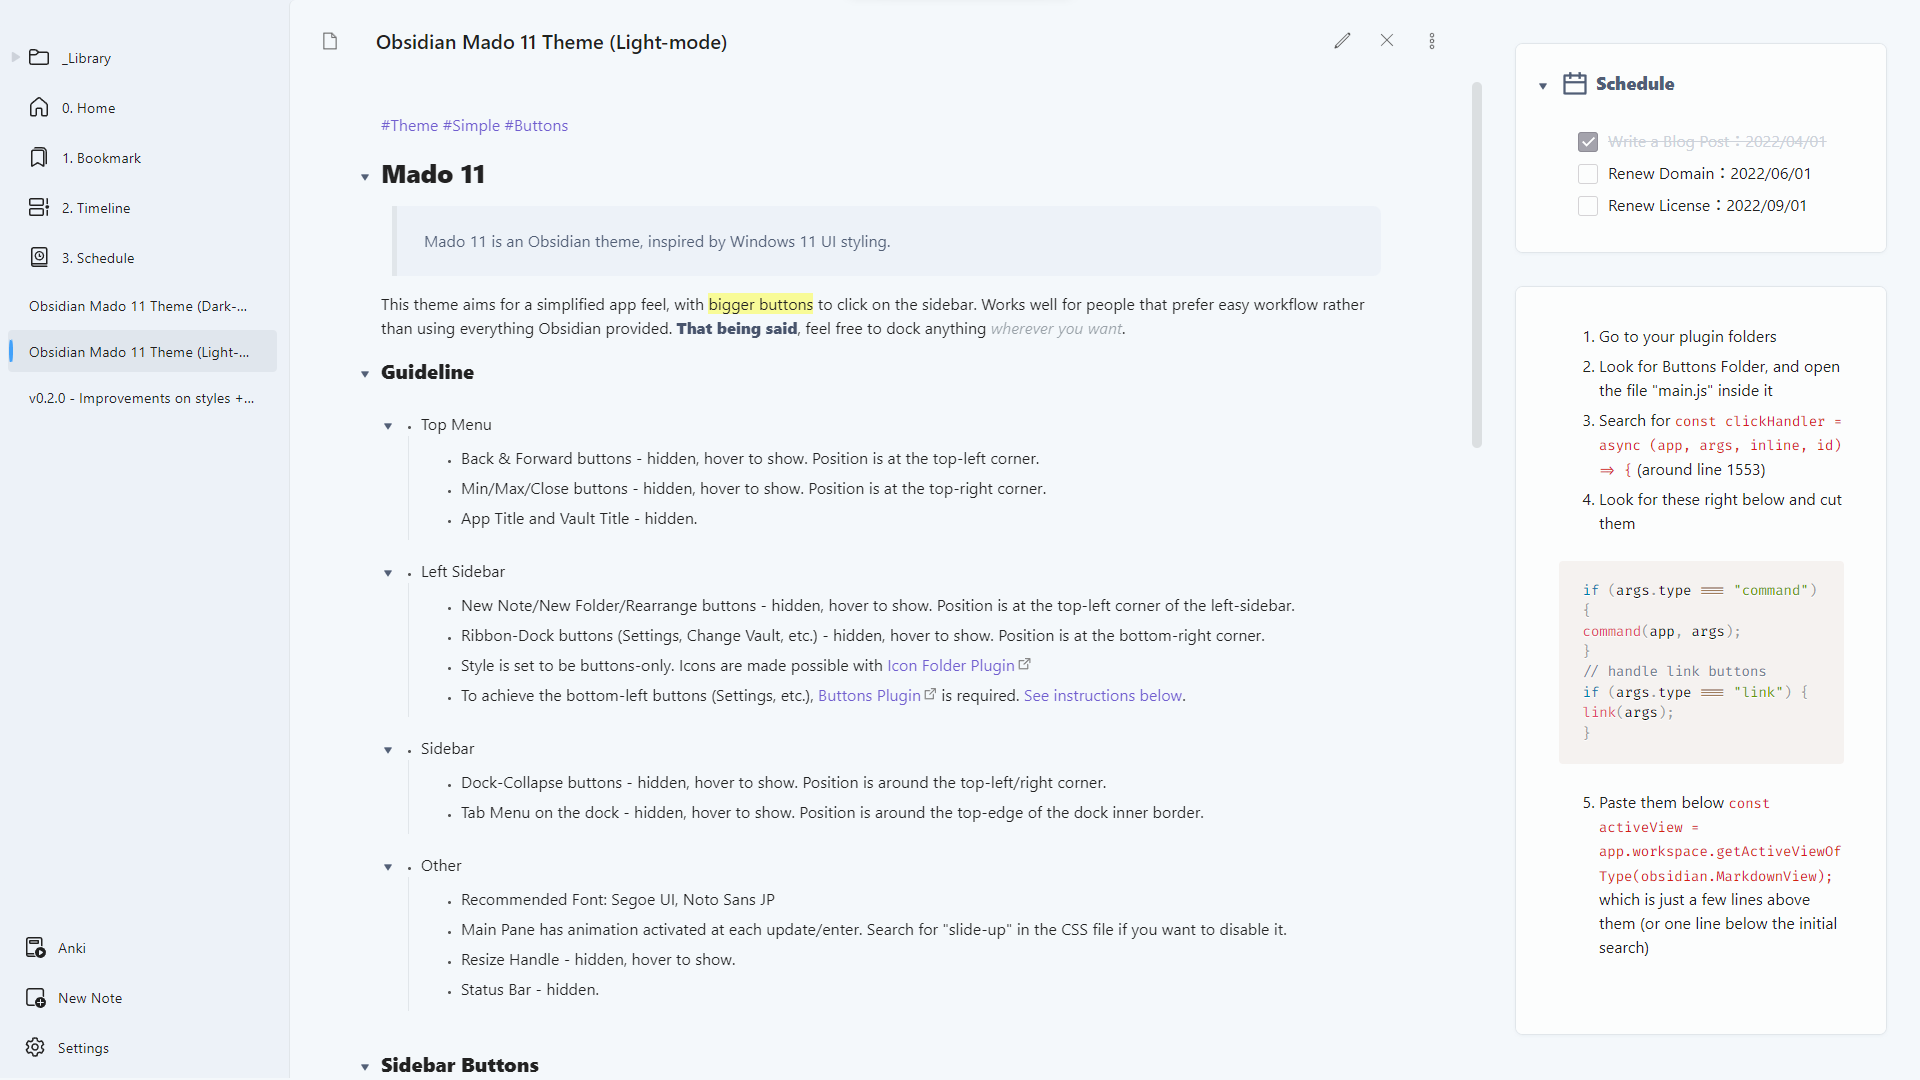 _Library
0. Home
1. Bookmark
2. Timeline
3. Schedule
Obsidian Mado 11 Theme (Dark-...
Obsidian Mado 11 Theme (Light-...
v0.2.0 - Improvements on styles +...
Anki
New Note
Settings
Obsidian Mado 11 Theme (Light-mode)
#Theme #Simple #Buttons
Mado 11
Mado 11 is an Obsidian theme, inspired by Windows 11 UI styling.
This theme aims for a simplified app feel, with bigger buttons to click on the sidebar. Works well for people that prefer easy workflow rather
than using everything Obsidian provided. That being said, feel free to dock anything wherever you want.
Guideline
• Top Menu
• Back & Forward buttons - hidden, hover to show. Position is at the top-left corner.
• Min/Max/Close buttons - hidden, hover to show. Position is at the top-right corner.
• App Title and Vault Title - hidden.
• Left Sidebar
• New Note/New Folder/Rearrange buttons - hidden, hover to show. Position is at the top-left corner of the left-sidebar.
• Ribbon-Dock buttons (Settings, Change Vault, etc.) - hidden, hover to show. Position is at the bottom-right corner.
• Style is set to be buttons-only. Icons are made possible with Icon Folder Plugin
• To achieve the bottom-left buttons (Settings, etc.), Buttons Plugin is required. See instructions below.
• Sidebar
• Dock-Collapse buttons - hidden, hover to show. Position is around the top-left/right corner.
• Tab Menu on the dock - hidden, hover to show. Position is around the top-edge of the dock inner border.
• Other
• Recommended Font: Segoe UI, Noto Sans JP
• Main Pane has animation activated at each update/enter. Search for "slide-up" in the CSS file if you want to disable it.
• Resize Handle - hidden, hover to show.
• Status Bar - hidden.
Sidebar Buttons
Schedule
Write a Blog Post：2022/04/01
Renew Domain：2022/06/01
Renew License：2022/09/01
1. Go to your plugin folders
2. Look for Buttons Folder, and open
the file "main.js" inside it
3. Search for const clickHandler =
async (app, args, inline, id)
=> { (around line 1553)
4. Look for these right below and cut
them
if (args.type === "command")
{
command(app, args);
}
// handle link buttons
if (args.type === "link") {
link(args);
}
5. Paste them below const
activeView =
app.workspace.getActiveViewOf
Type(obsidian.MarkdownView);
which is just a few lines above
them (or one line below the initial
search)